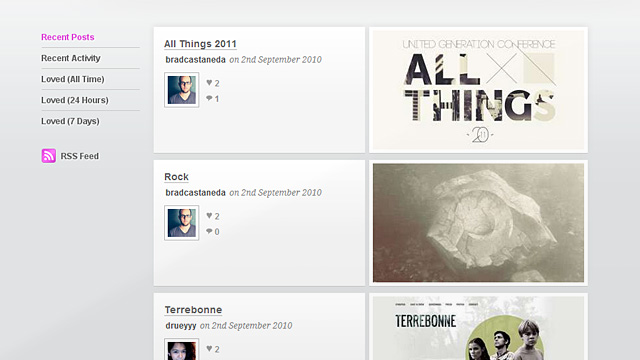 Recent Posts
Recent Activity
Loved (All Time)
Loved (24 Hours)
Loved (7 Days)
RSS Feed
All Things 2011
bradcastaneda on 2nd September 2010
2
1
UNITED GENERATION CONFERENCE
ALL
THINGS
20
11
Rock
bradcastaneda on 2nd September 2010
2
0
Terrebonne
drueyyy on 2nd September 2010
2
TERREBONNE